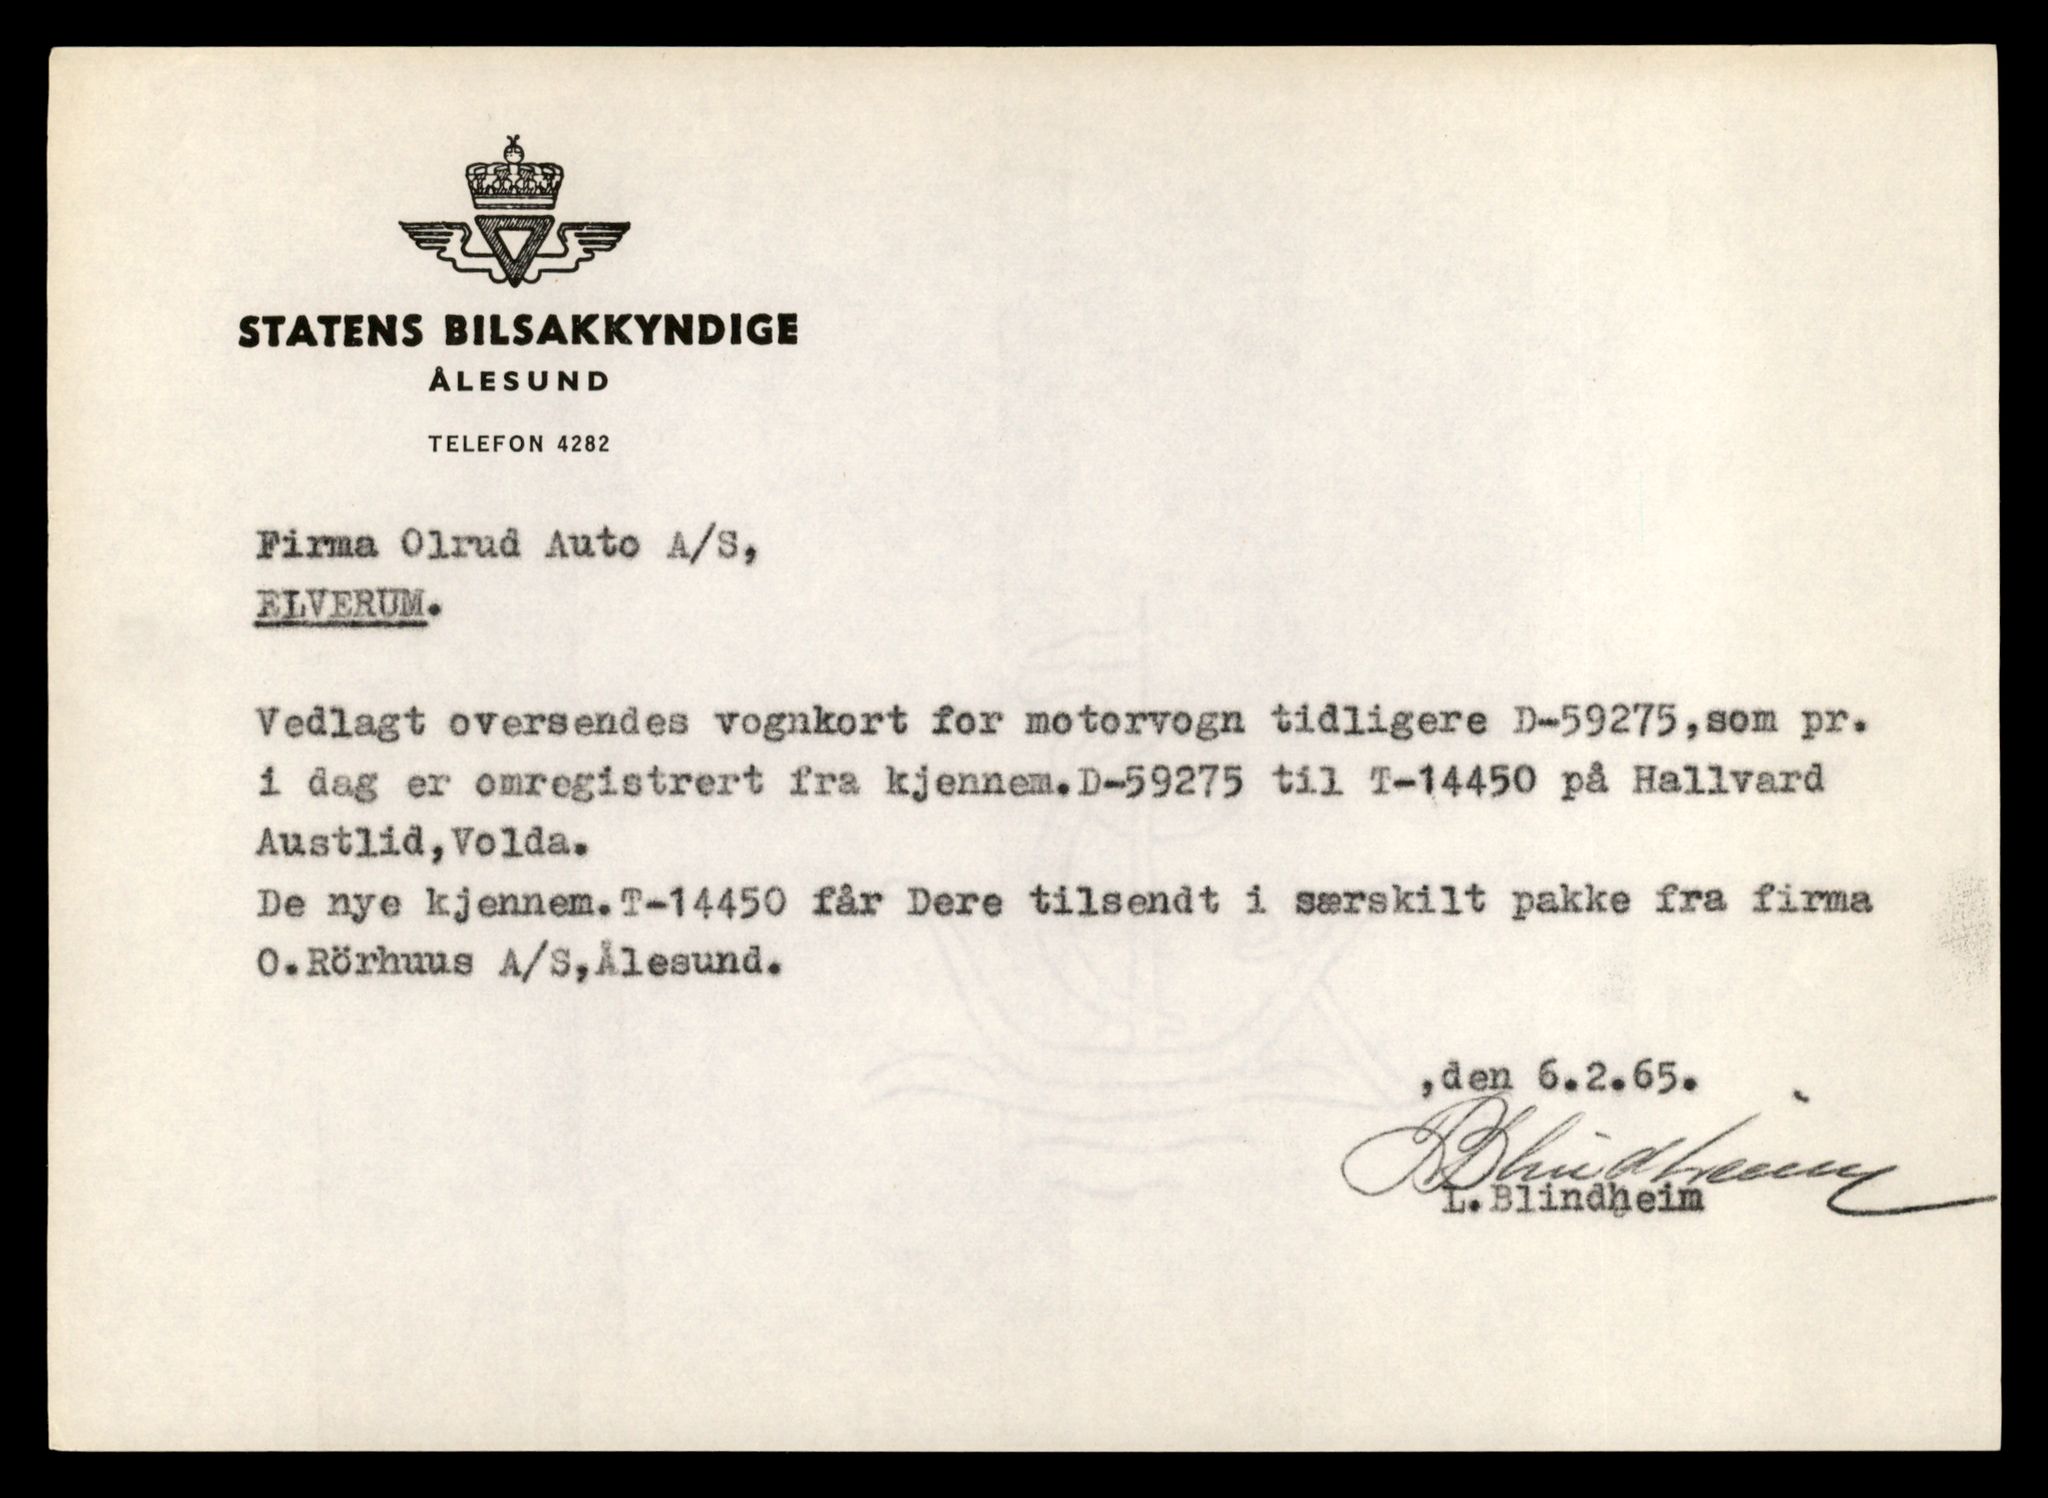 STATENS BILSAKKYNDIGE
ÅLESUND
TELEFON 4282
Firma Olrud Auto A/S,
ELVERUM.
Vedlagt oversendes vognkort for motorvogn tidligere D-59275,som pr.
i dag er omregistrert fra kjennem.D-59275 til T-14450 på Hallvard
Austlid,Volda.
De nye kjennem.T-14450 får Dere tilsendt i særskilt pakke fra firma
O.Rörhuus A/S,Ålesund.
,den 6.2.65.
L Blindheim
L.Blindheim